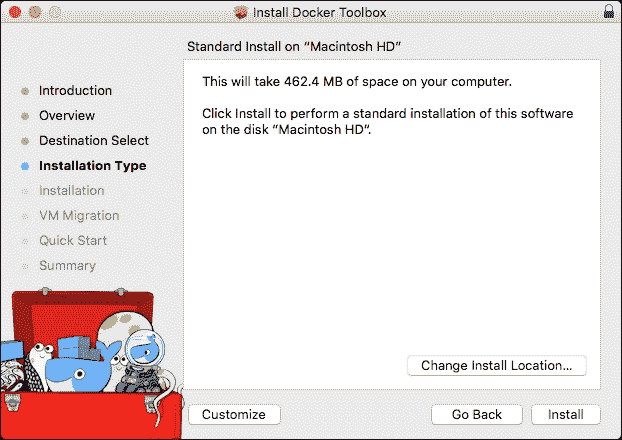 Install Docker Toolbox
Standard Install on “Macintosh HD”
Introduction
Overview
Destination Select
Installation Type
Installation
VM Migration
Quick Start
Summary
This will take 462.4 MB of space on your computer.
Click Install to perform a standard installation of this software
on the disk “Macintosh HD”.
Change Install Location...
Customize
Go Back
Install